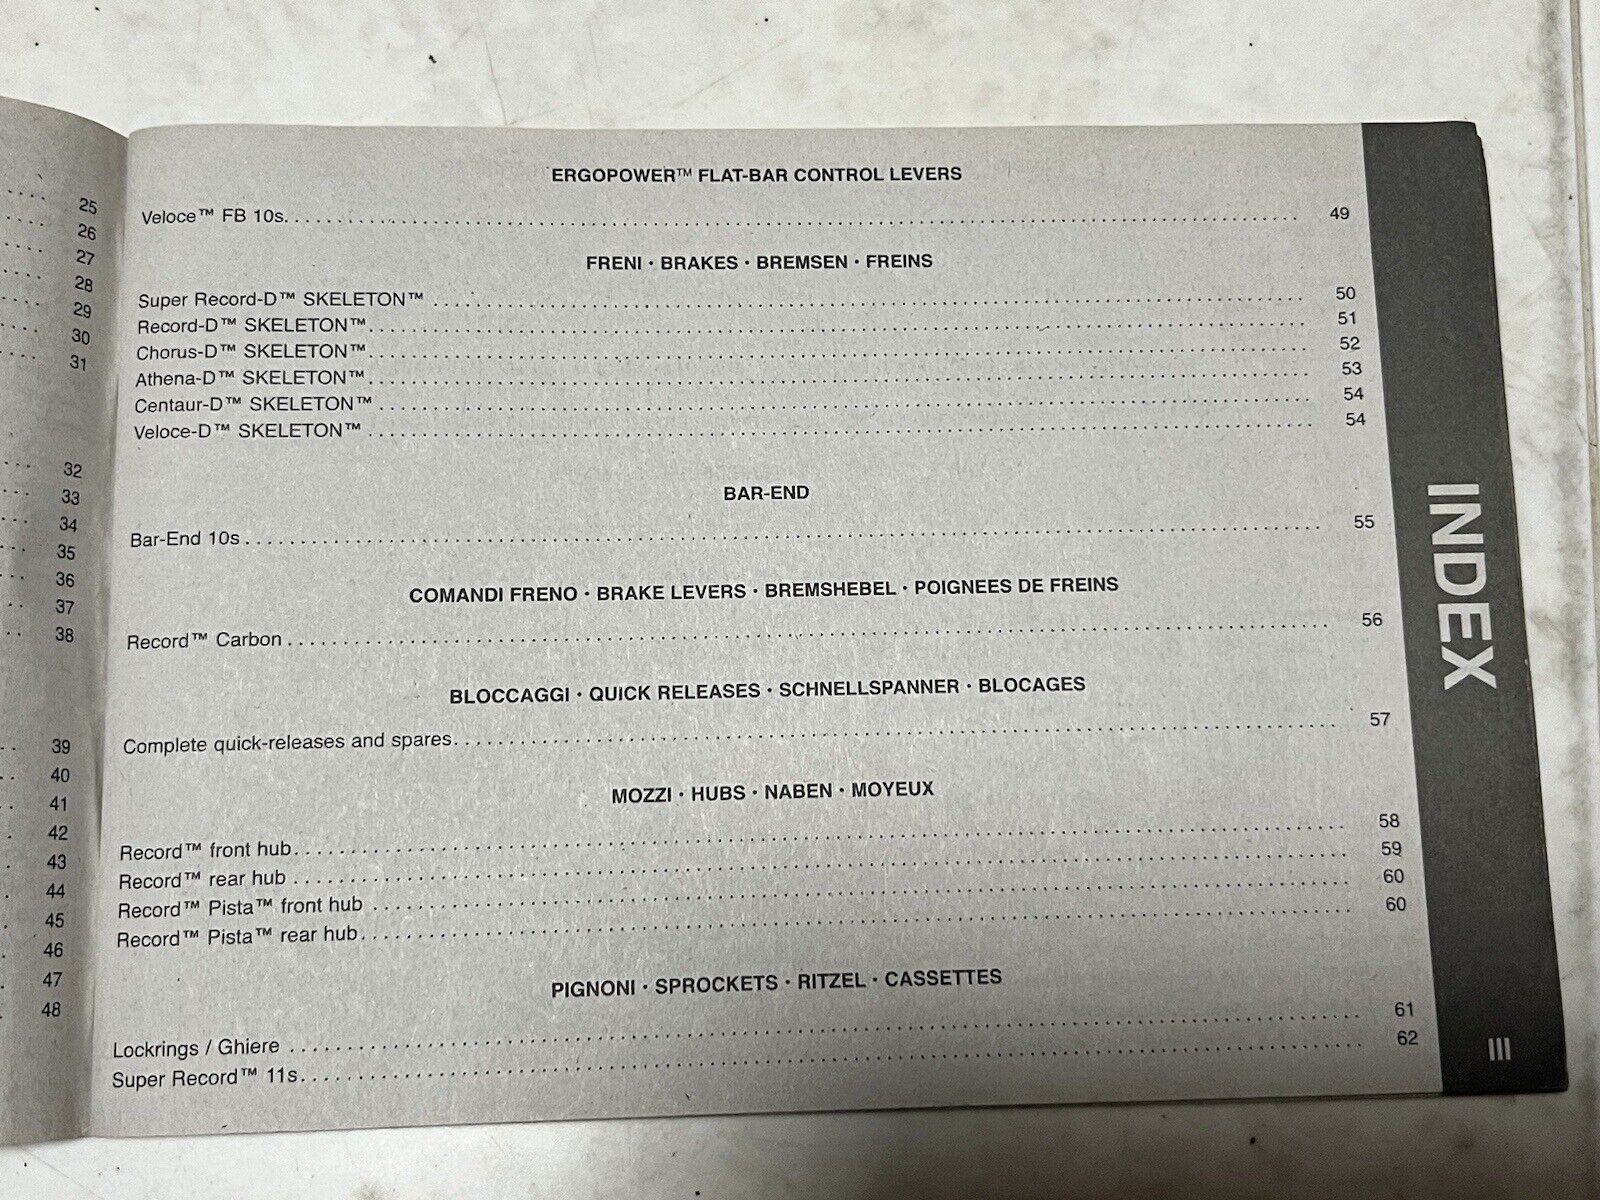 25
26
27
28
29
30
31
32
33
34
35
36
37
38
39
40
41
42
43
44
45
46
47
48
ERGOPOWER™ FLAT-BAR CONTROL LEVERS
Veloce™ FB 10s. 49
FRENI · BRAKES · BREMSEN · FREINS
Super Record-D™ SKELETON™ 50
Record-D™ SKELETON™ 51
Chorus-D™ SKELETON™ 52
Athena-D™ SKELETON™ 53
Centaur-D™ SKELETON™ 54
Veloce-D™ SKELETON™ 54
BAR-END
Bar-End 10s 55
COMANDI FRENO · BRAKE LEVERS · BREMSHEBEL · POIGNEES DE FREINS
Record™ Carbon 56
BLOCCAGGI · QUICK RELEASES · SCHNELLSPANNER · BLOCAGES
Complete quick-releases and spares 57
MOZZI · HUBS · NABEN · MOYEUX
Record™ front hub 58
Record™ rear hub 59
Record™ Pista™ front hub 60
Record™ Pista™ rear hub 60
PIGNONI · SPROCKETS · RITZEL · CASSETTES
Lockrings / Ghiere 61
Super Record™ 11s 62
INDEX
III